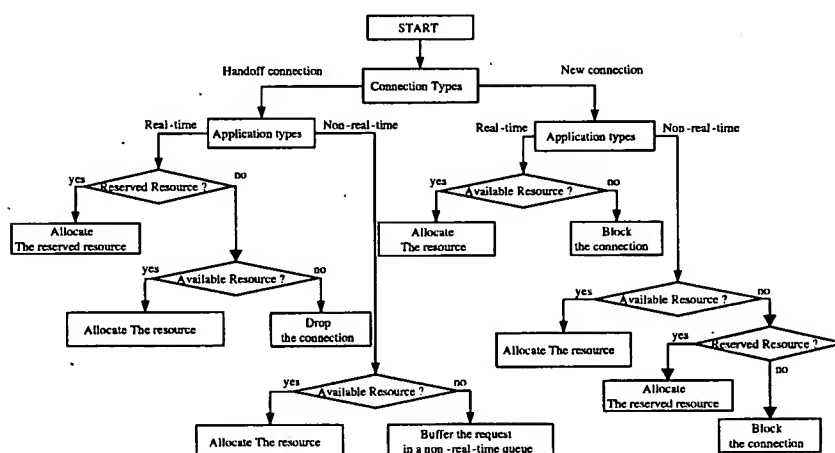 START
Handoff connection
New connection
Connection Types
Real-time
Application types
Non-real-time
Real-time
Application types
Non-real-time
yes
Reserved Resource ?
no
yes
Available Resource ?
no
Allocate
The reserved resource
Allocate
The resource
Block
the connection
yes
Available Resource ?
no
yes
Available Resource ?
no
Allocate The resource
Drop
the connection
Allocate The resource
yes
Reserved Resource ?
no
yes
Available Resource ?
no
Allocate
The reserved resource
Allocate The resource
Buffer the request
in a non-real-time queue
Block
the connection